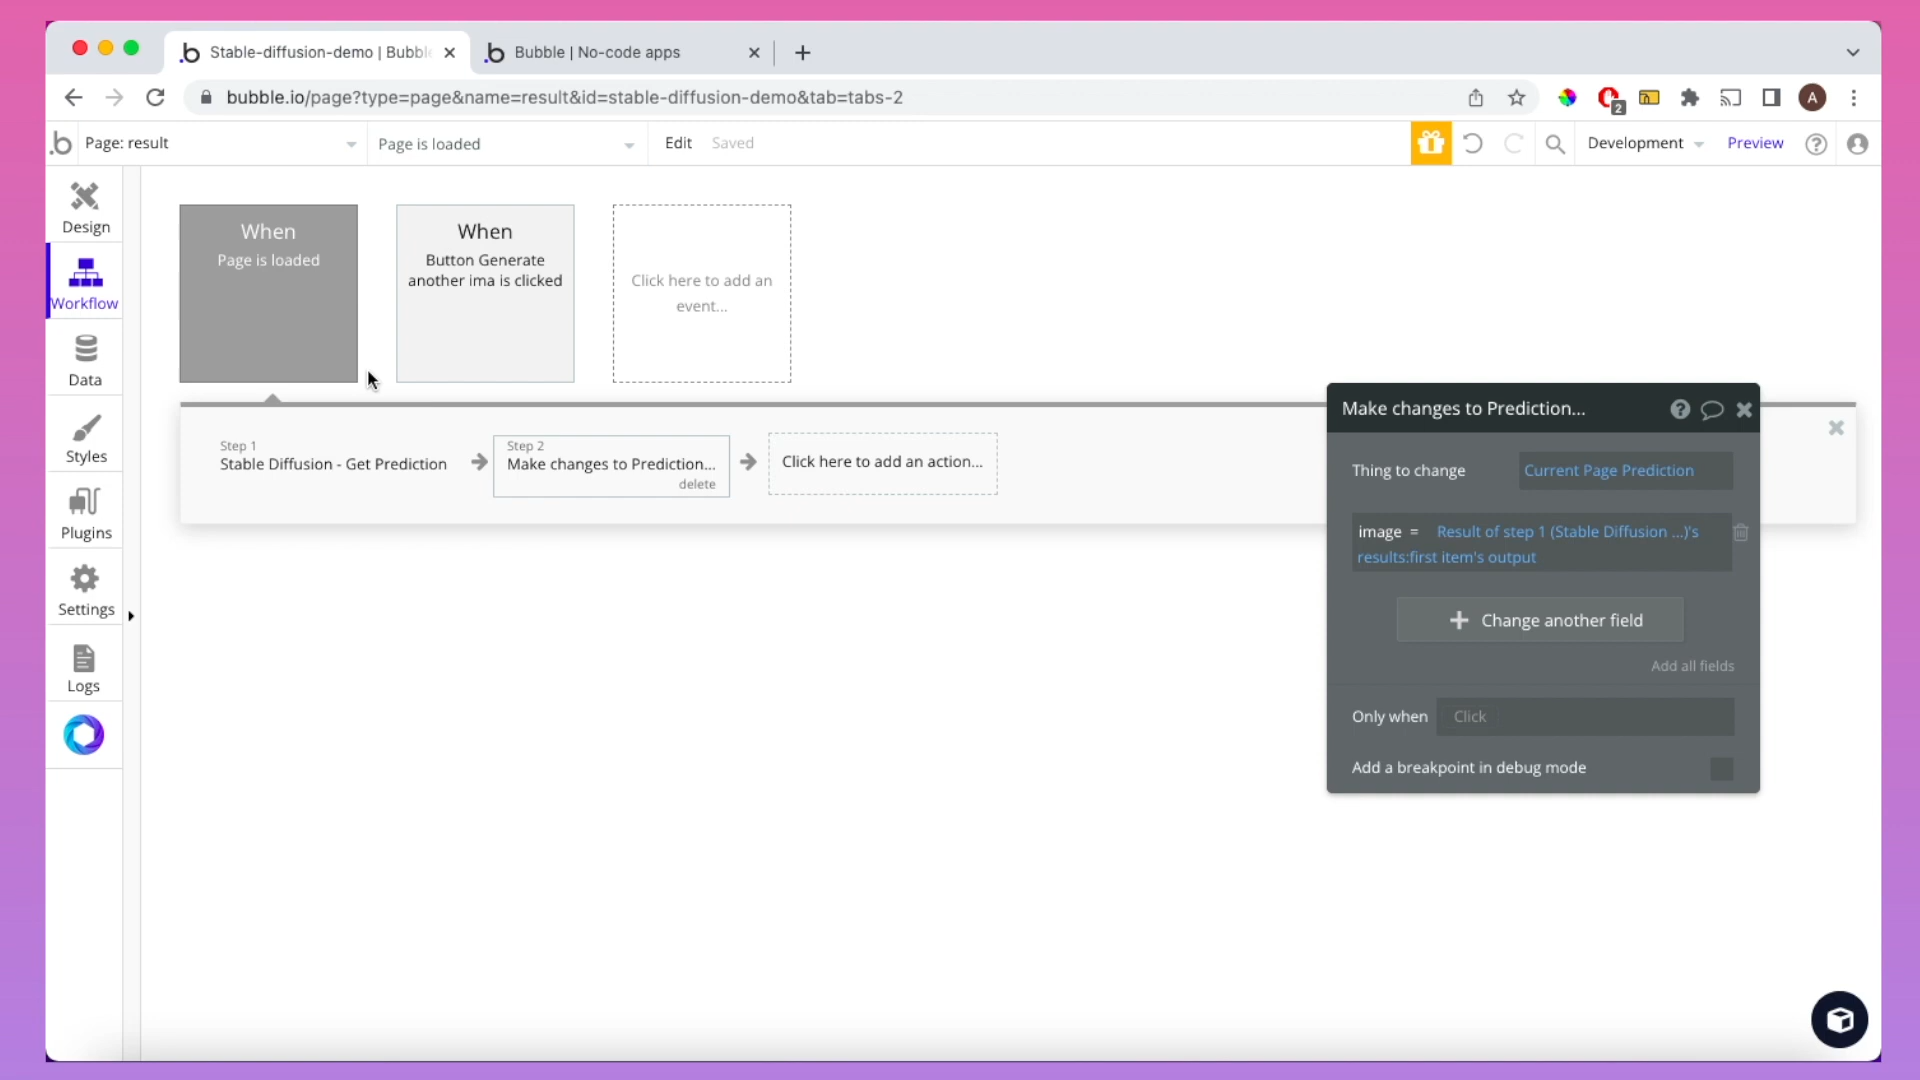 Stable-diffusion-demo | Bubble
Bubble | No-code apps
bubble.io/page?type=page&name=result&id=stable-diffusion-demo&tab=tabs-2
2
A
Page: result
Page is loaded
Edit
Saved
Development
Preview
Design
Workflow
Data
Styles
Plugins
Settings
Logs
When
Page is loaded
When
Button Generate
another ima is clicked
Click here to add an
event...
Step 1
Stable Diffusion - Get Prediction
Step 2
Make changes to Prediction...
delete
Click here to add an action...
Make changes to Prediction...
Thing to change
Current Page Prediction
image = Result of step 1 (Stable Diffusion ...)'s
results:first item's output
Change another field
Add all fields
Only when
Click
Add a breakpoint in debug mode